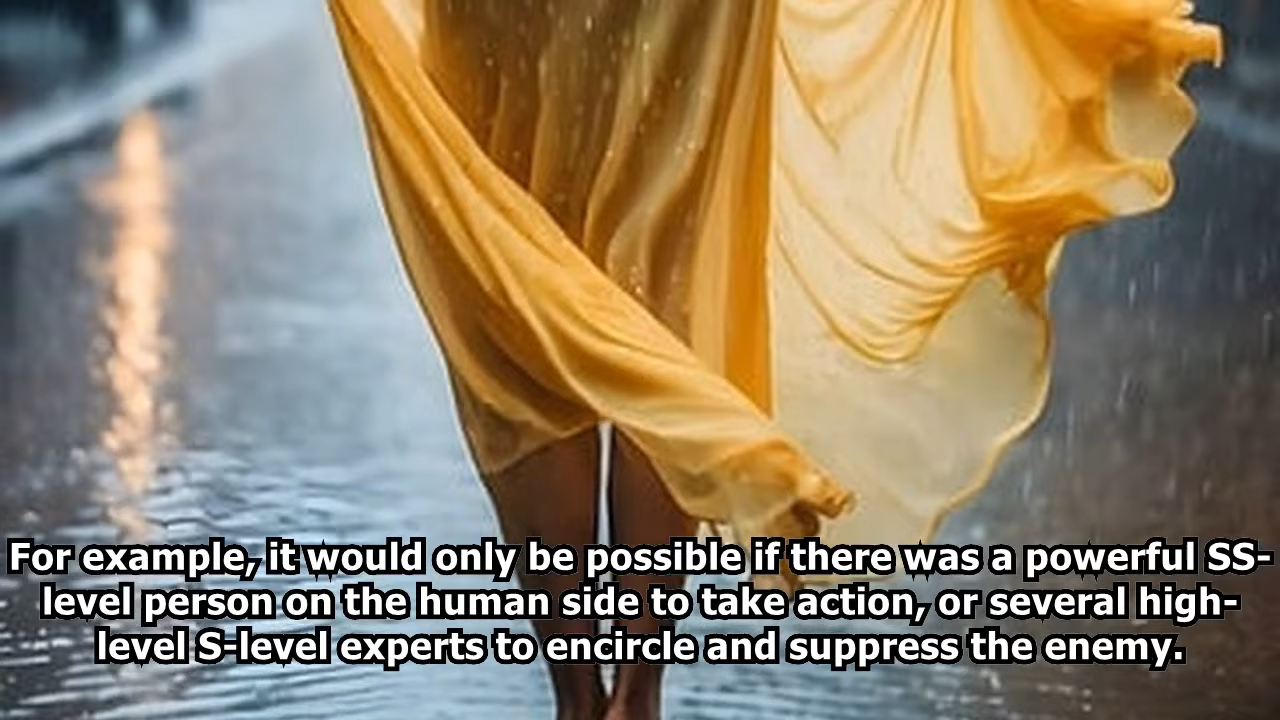 For example, it would only be possible if there was a powerful SS-
level person on the human side to take action, or several high-
level S-level experts to encircle and suppress the enemy.